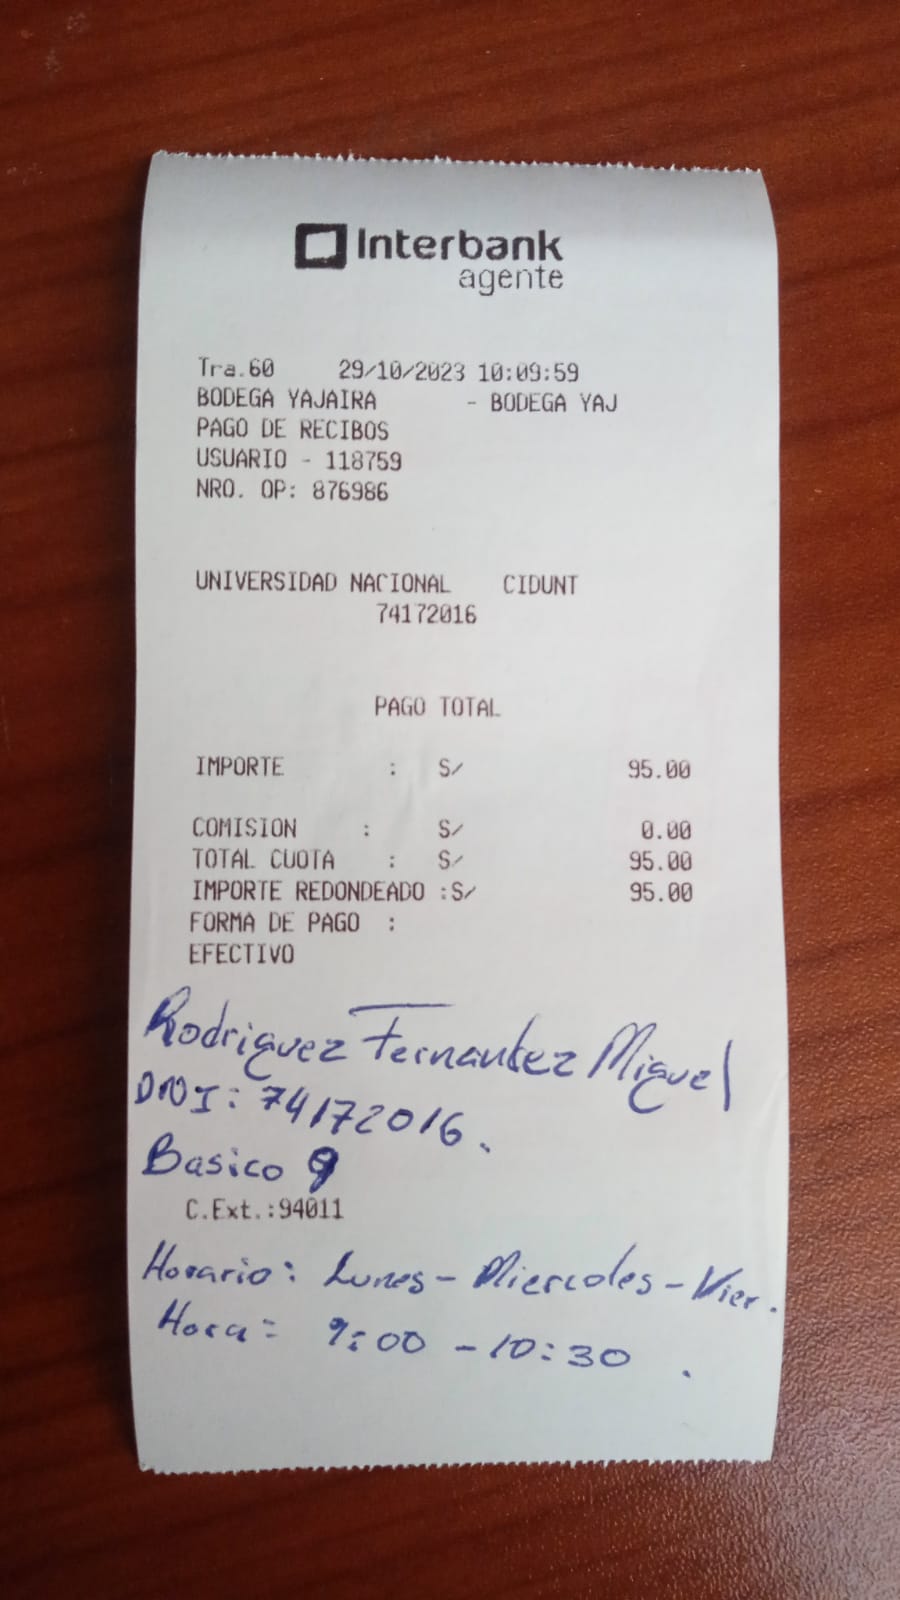 Interbank
agente
Tra.60 29/10/2023 10:09:59
BODEGA YAJAIRA - BODEGA YAJ
PAGO DE RECIBOS
USUARIO - 118759
NRO. OP: 876986
UNIVERSIDAD NACIONAL CIDUNT
74172016
PAGO TOTAL
IMPORTE : S/ 95.00
COMISION : S/ 0.00
TOTAL CUOTA : S/ 95.00
IMPORTE REDONDEADO :S/ 95.00
FORMA DE PAGO :
EFECTIVO
Rodriguez Fernandez Miguel
DNI: 74172016.
Basico 9
C.Ext.:94011
Horario: Lunes - Miercoles - Vier.
Hora: 9:00 - 10:30.